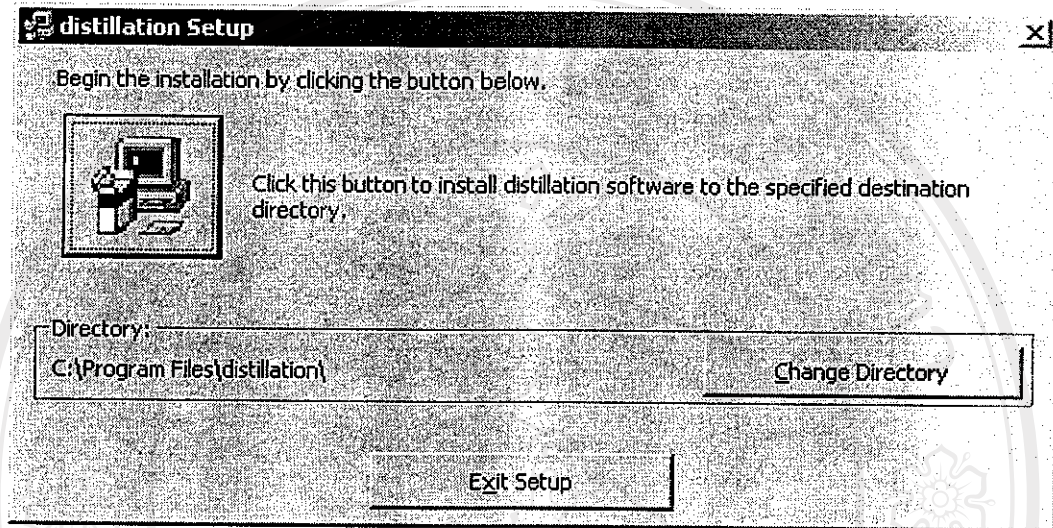 distillation Setup
Begin the installation by clicking the button below.
Click this button to install distillation software to the specified destination
directory.
Directory:
C:\Program Files\distillation\
Change Directory
Exit Setup